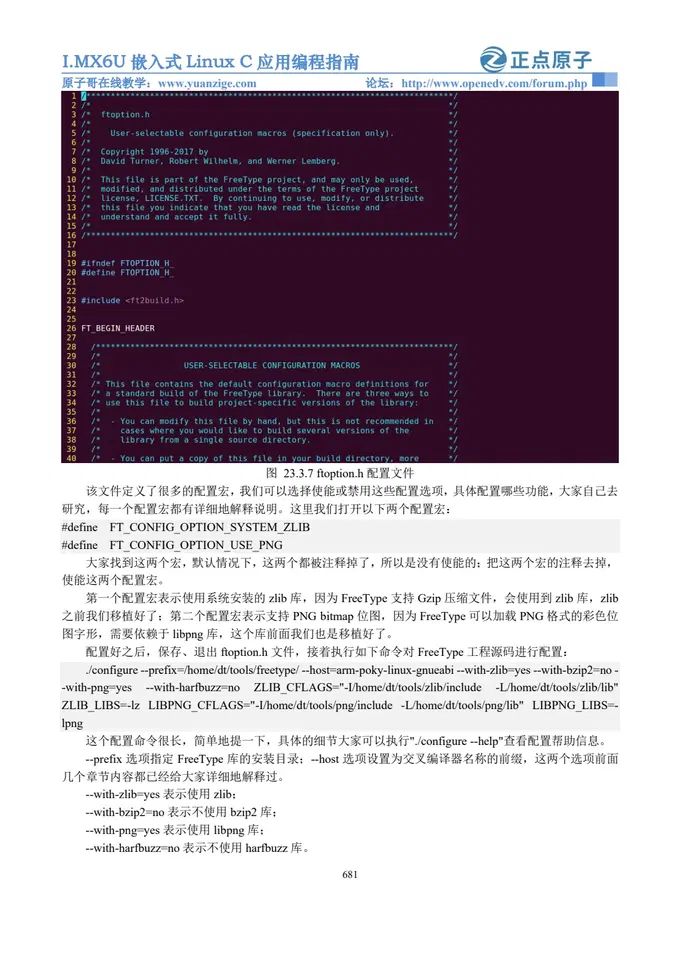 I.MX6U 嵌入式 Linux C 应用编程指南
正点原子
原子哥在线教学：www.yuanzige.com 论坛：http://www.openedv.com/forum.php
1 /***************************************************************************/
2 /* */
3 /* ftoption.h */
4 /* */
5 /* User-selectable configuration macros (specification only). */
6 /* */
7 /* Copyright 1996-2017 by */
8 /* David Turner, Robert Wilhelm, and Werner Lemberg. */
9 /* */
10 /* This file is part of the FreeType project, and may only be used, */
11 /* modified, and distributed under the terms of the FreeType project */
12 /* license, LICENSE.TXT. By continuing to use, modify, or distribute */
13 /* this file you indicate that you have read the license and */
14 /* understand and accept it fully. */
15 /* */
16 /***************************************************************************/
17
18
19 #ifndef FTOPTION_H_
20 #define FTOPTION_H_
21
22
23 #include <ft2build.h>
24
25
26 FT_BEGIN_HEADER
27
28 /*************************************************************************/
29 /* */
30 /* USER-SELECTABLE CONFIGURATION MACROS */
31 /* */
32 /* This file contains the default configuration macro definitions for */
33 /* a standard build of the FreeType library. There are three ways to */
34 /* use this file to build project-specific versions of the library: */
35 /* */
36 /* - You can modify this file by hand, but this is not recommended in */
37 /* cases where you would like to build several versions of the */
38 /* library from a single source directory. */
39 /* */
40 /* - You can put a copy of this file in your build directory, more */
图 23.3.7 ftoption.h 配置文件
该文件定义了很多的配置宏，我们可以选择使能或禁用这些配置选项，具体配置哪些功能，大家自己去
研究，每一个配置宏都有详细地解释说明。这里我们打开以下两个配置宏：
#define FT_CONFIG_OPTION_SYSTEM_ZLIB
#define FT_CONFIG_OPTION_USE_PNG
大家找到这两个宏，默认情况下，这两个都被注释掉了，所以是没有使能的；把这两个宏的注释去掉，
使能这两个配置宏。
第一个配置宏表示使用系统安装的 zlib 库，因为 FreeType 支持 Gzip 压缩文件，会使用到 zlib 库，zlib
之前我们移植好了；第二个配置宏表示支持 PNG bitmap 位图，因为 FreeType 可以加载 PNG 格式的彩色位
图字形，需要依赖于 libpng 库，这个库前面我们也是移植好了。
配置好之后，保存、退出 ftoption.h 文件，接着执行如下命令对 FreeType 工程源码进行配置：
./configure --prefix=/home/dt/tools/freetype/ --host=arm-poky-linux-gnueabi --with-zlib=yes --with-bzip2=no -
-with-png=yes --with-harfbuzz=no ZLIB_CFLAGS="-I/home/dt/tools/zlib/include -L/home/dt/tools/zlib/lib"
ZLIB_LIBS=-lz LIBPNG_CFLAGS="-I/home/dt/tools/png/include -L/home/dt/tools/png/lib" LIBPNG_LIBS=-
lpng
这个配置命令很长，简单地提一下，具体的细节大家可以执行"./configure --help"查看配置帮助信息。
--prefix 选项指定 FreeType 库的安装目录；--host 选项设置为交叉编译器名称的前缀，这两个选项前面
几个章节内容都已经给大家详细地解释过。
--with-zlib=yes 表示使用 zlib；
--with-bzip2=no 表示不使用 bzip2 库；
--with-png=yes 表示使用 libpng 库；
--with-harfbuzz=no 表示不使用 harfbuzz 库。
681